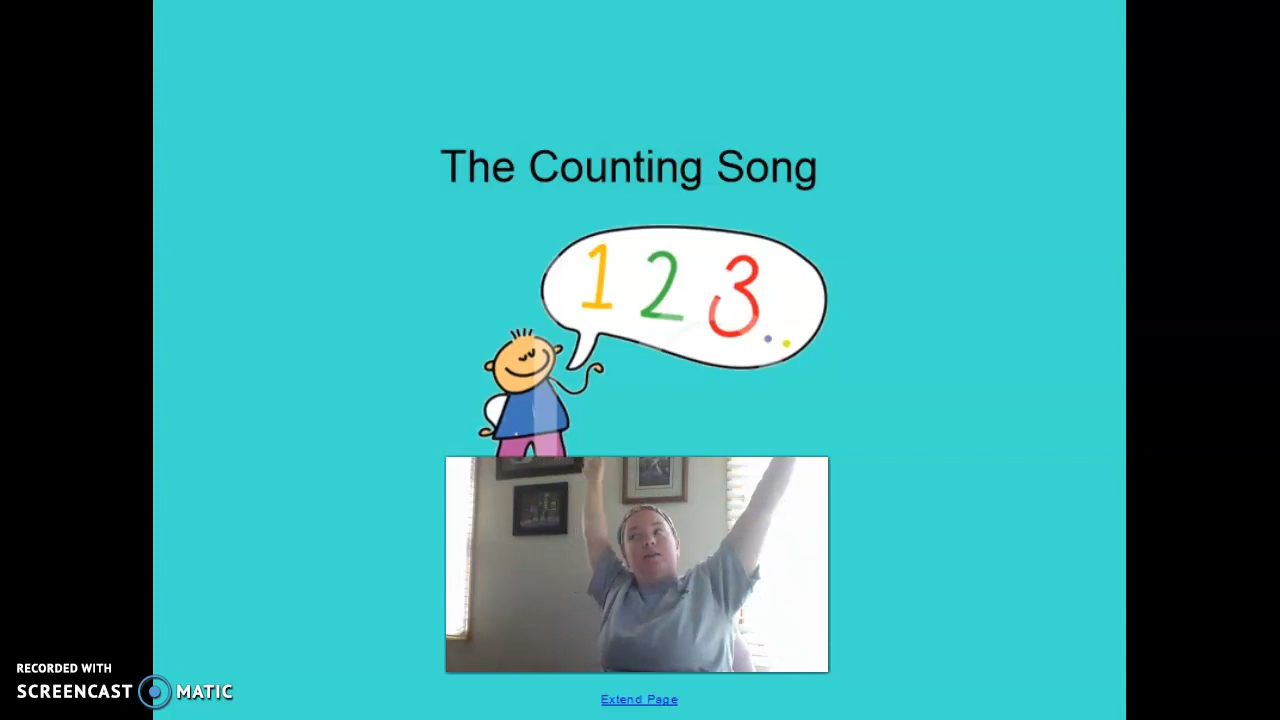 The Counting Song
1 2 3
RECORDED WITH
SCREENCAST MATIC
Extend Page